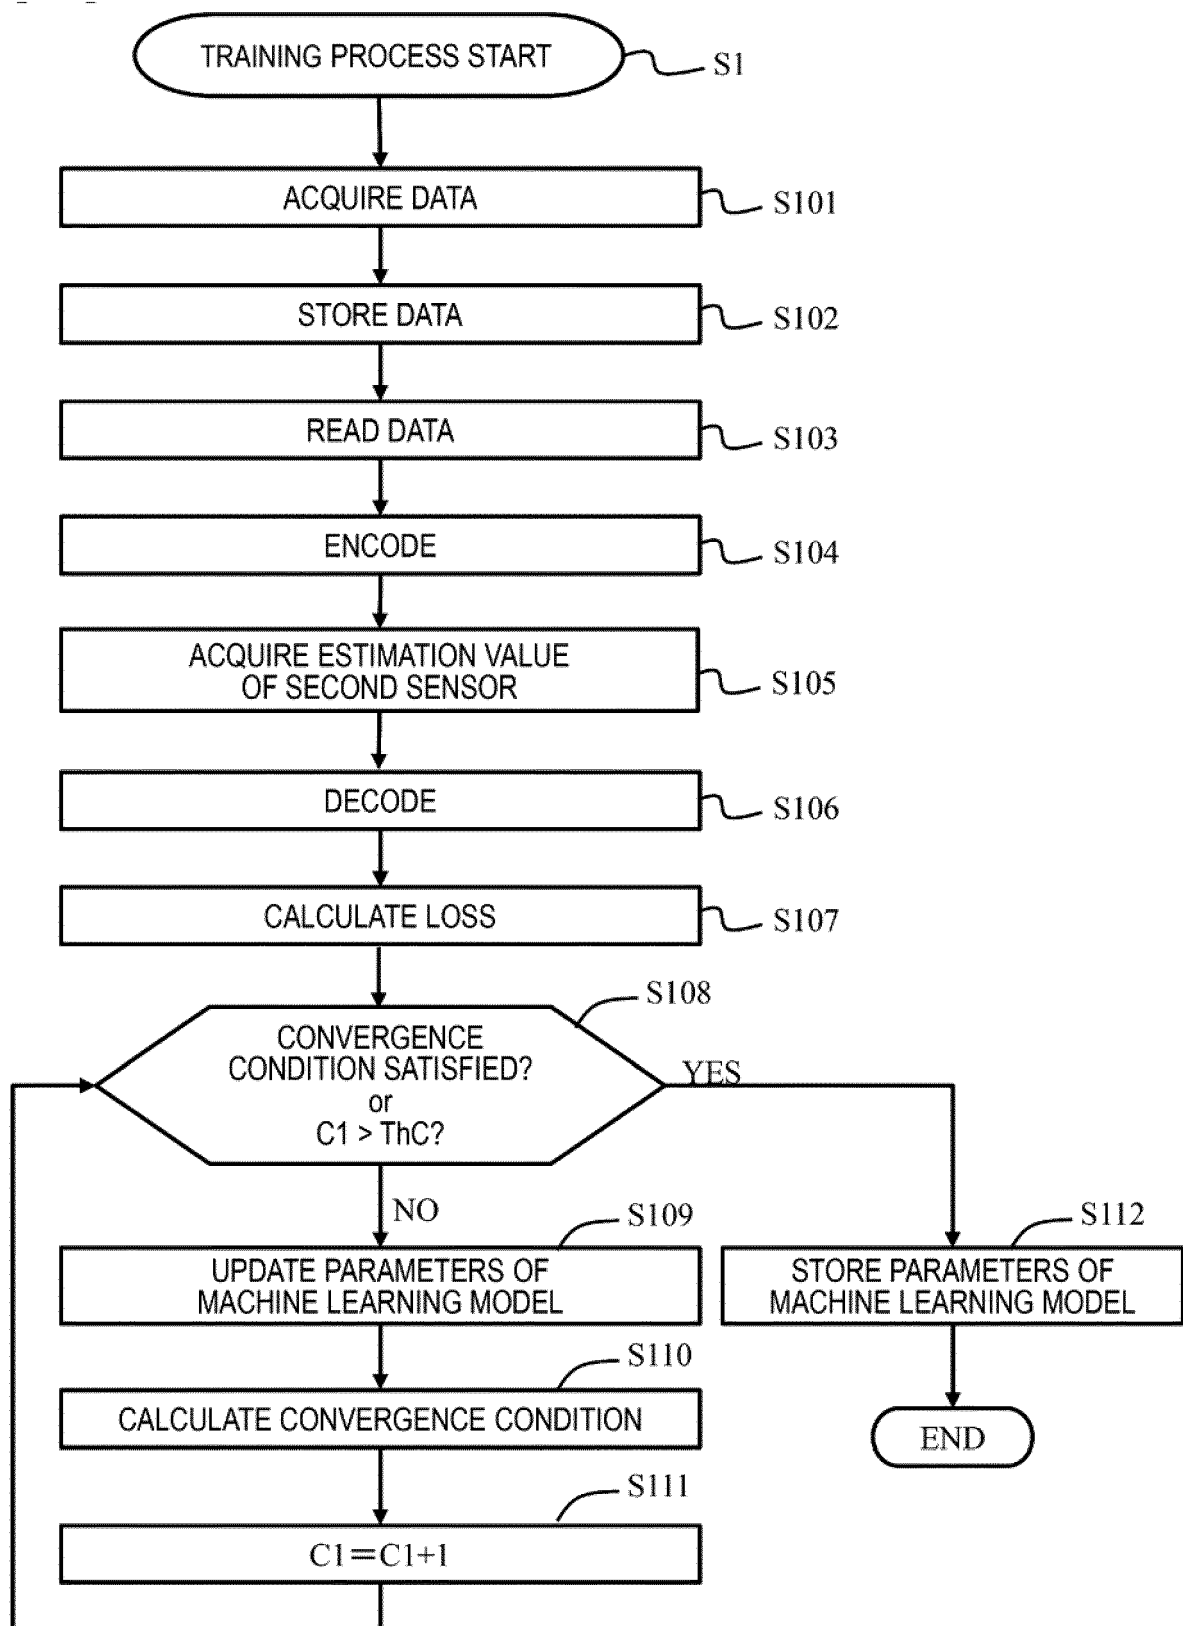 TRAINING PROCESS START
S1
ACQUIRE DATA
S101
STORE DATA
S102
READ DATA
S103
ENCODE
S104
ACQUIRE ESTIMATION VALUE
OF SECOND SENSOR
S105
DECODE
S106
CALCULATE LOSS
S107
S108
CONVERGENCE
CONDITION SATISFIED?
or
C1 > ThC?
YES
NO
S109
UPDATE PARAMETERS OF
MACHINE LEARNING MODEL
S112
STORE PARAMETERS OF
MACHINE LEARNING MODEL
S110
CALCULATE CONVERGENCE CONDITION
END
S111
C1=C1+1